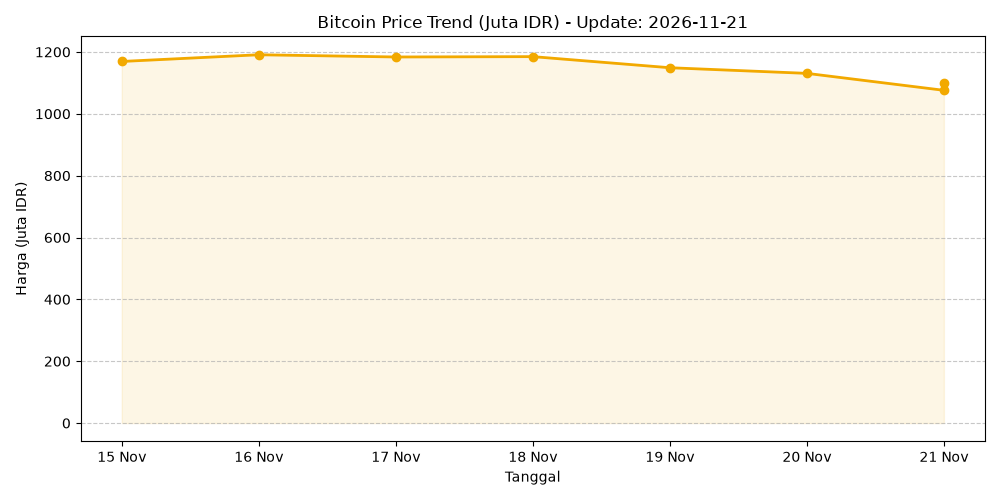 Bitcoin Price Trend (Juta IDR) - Update: 2026-11-21
Harga (Juta IDR)
1200
1000
800
600
400
200
0
15 Nov 16 Nov 17 Nov 18 Nov 19 Nov 20 Nov 21 Nov
Tanggal